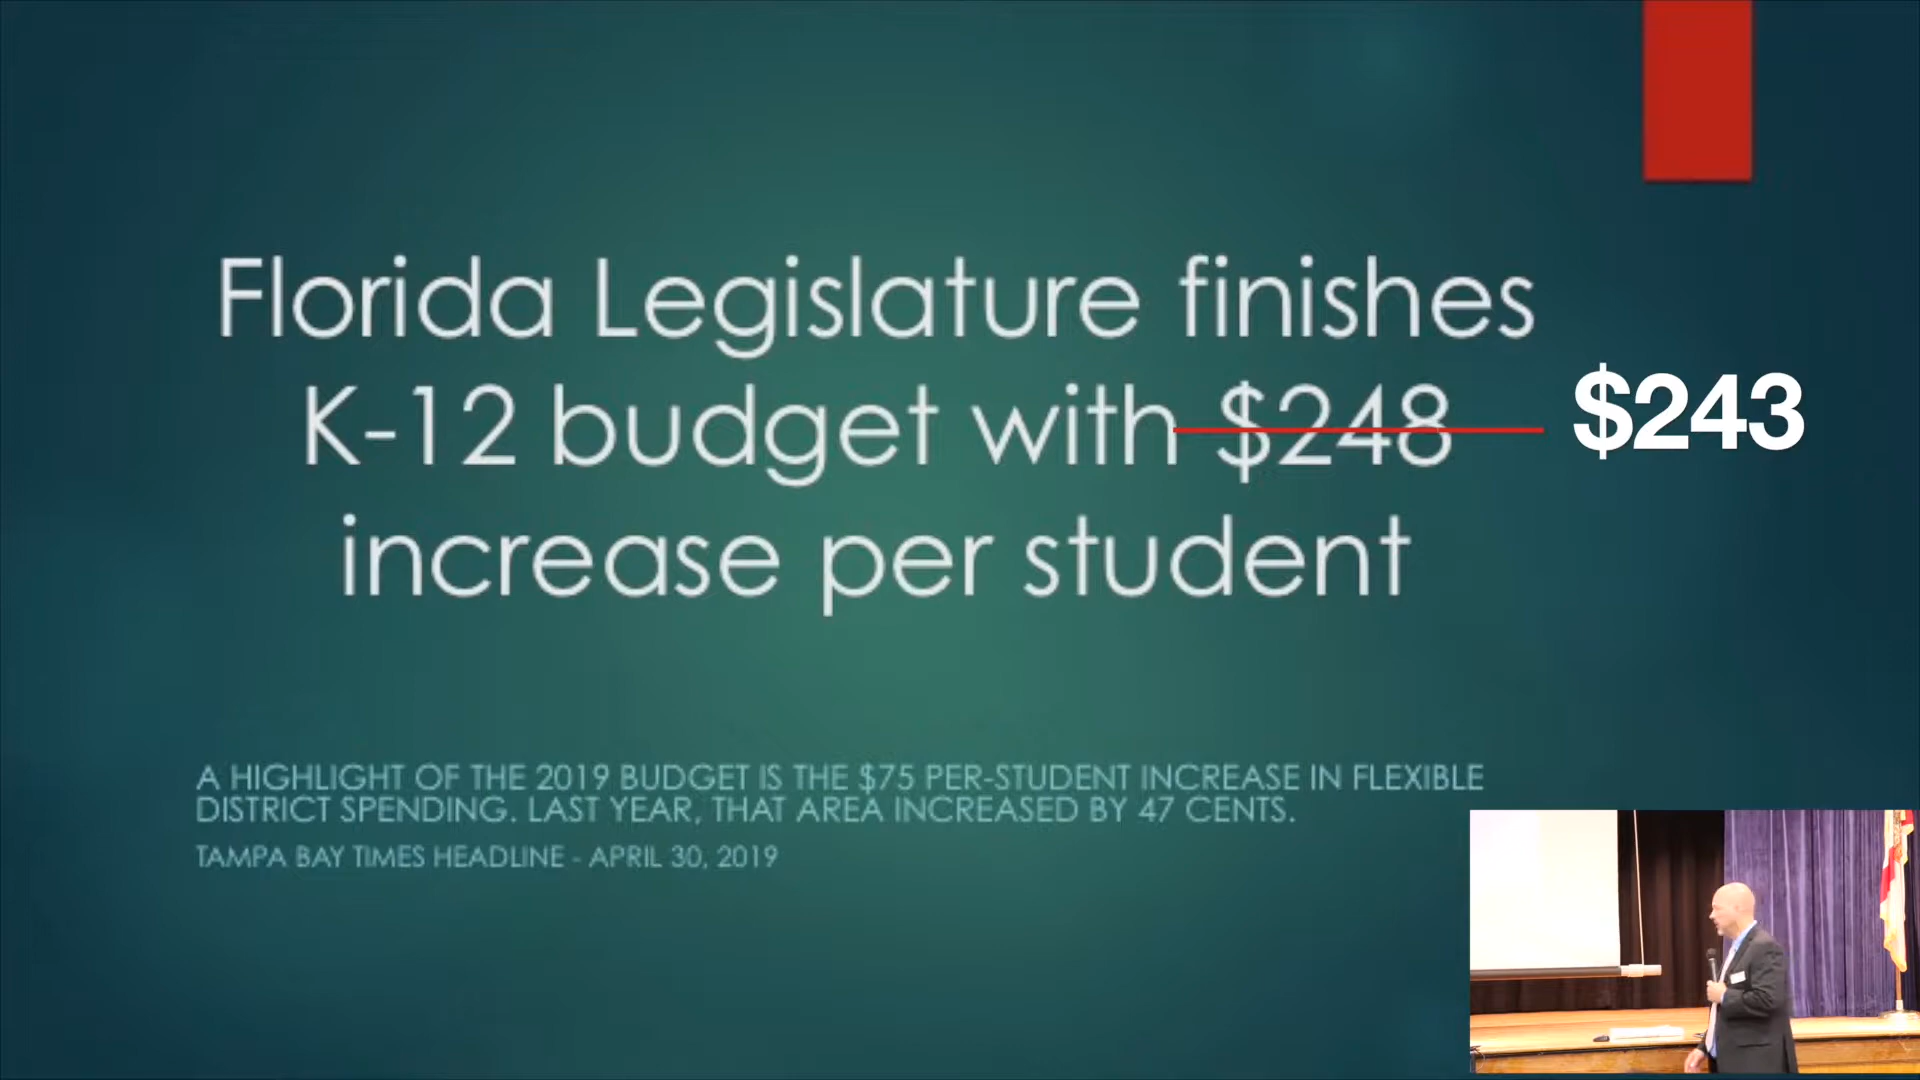 Florida Legislature finishes
K-12 budget with $248 $243
increase per student
A HIGHLIGHT OF THE 2019 BUDGET IS THE $75 PER-STUDENT INCREASE IN FLEXIBLE
DISTRICT SPENDING. LAST YEAR, THAT AREA INCREASED BY 47 CENTS.
TAMPA BAY TIMES HEADLINE - APRIL 30, 2019